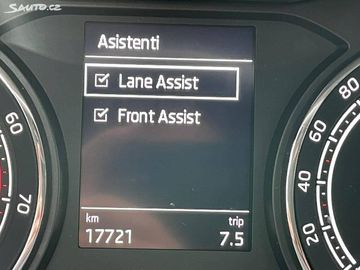 Sauto.cz
Asistenti
Lane Assist
Front Assist
km trip
17721 7.5
60
70
80
60
40
20